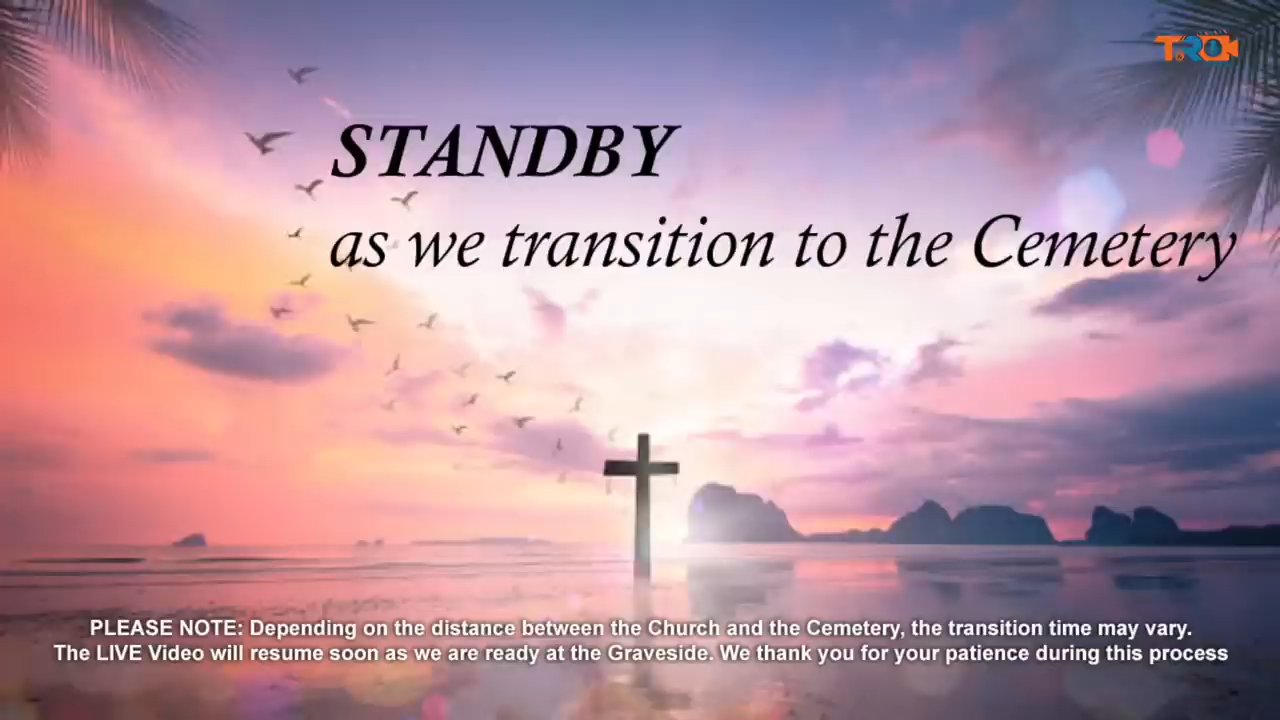 TRO
STANDBY
as we transition to the Cemetery
PLEASE NOTE: Depending on the distance between the Church and the Cemetery, the transition time may vary.
The LIVE Video will resume soon as we are ready at the Graveside. We thank you for your patience during this process